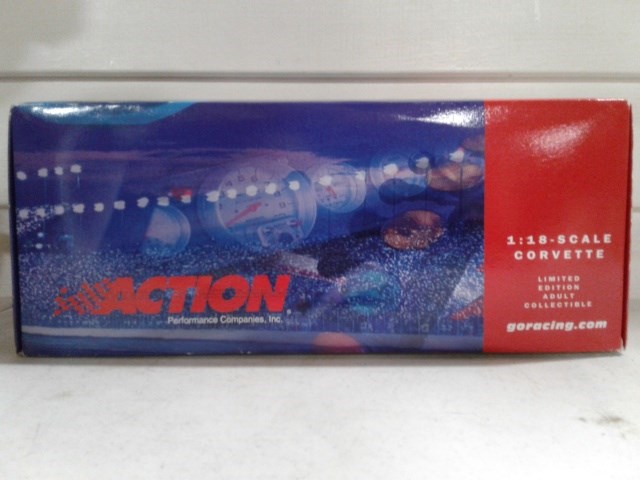 ACTION
Performance Companies, Inc.
1:18-SCALE
CORVETTE
LIMITED
EDITION
ADULT
COLLECTIBLE
goracing.com